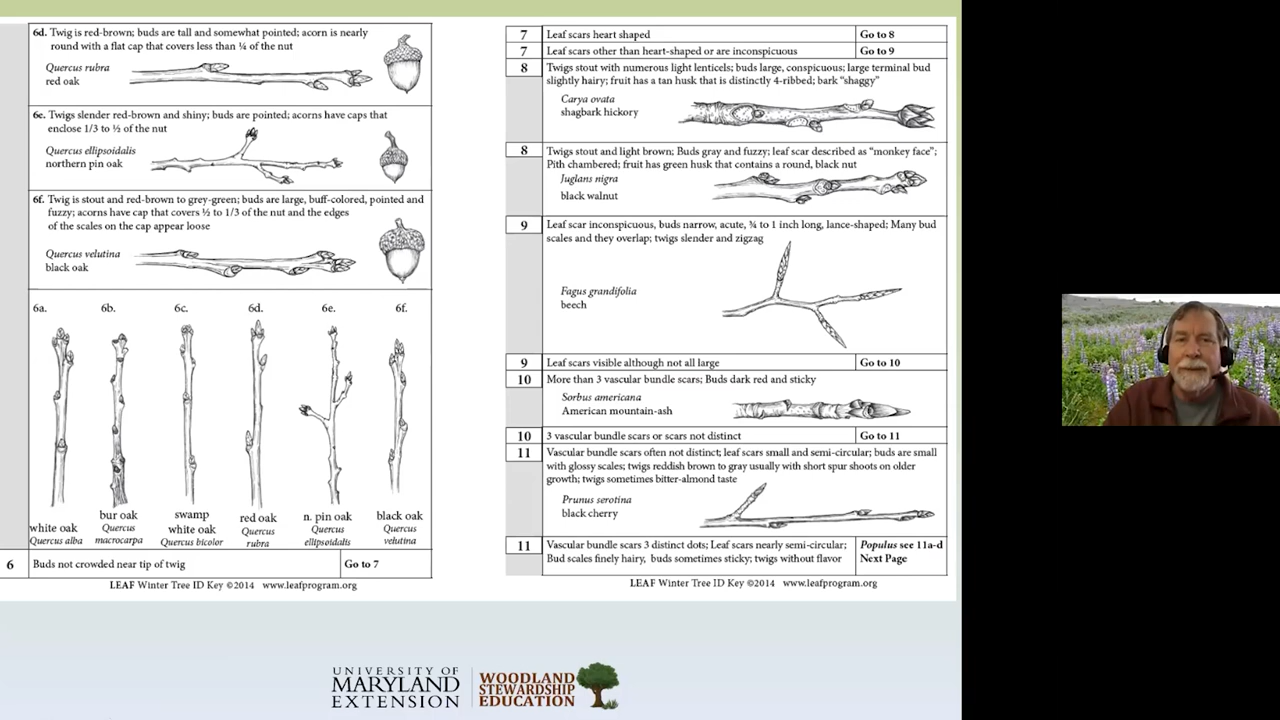 6d. Twig is red-brown; buds are tall and somewhat pointed; acorn is nearly
round with a flat cap that covers less than ¼ of the nut
Quercus rubra
red oak
6e. Twigs slender red-brown and shiny; buds are pointed; acorns have caps that
enclose 1/3 to ½ of the nut
Quercus ellipsoidalis
northern pin oak
6f. Twig is stout and red-brown to grey-green; buds are large, buff-colored, pointed and
fuzzy; acorns have cap that covers ½ to 1/3 of the nut and the edges
of the scales on the cap appear loose
Quercus velutina
black oak
6a. 6b. 6c. 6d. 6e. 6f.
white oak
Quercus alba
bur oak
Quercus
macrocarpa
swamp
white oak
Quercus bicolor
red oak
Quercus
rubra
n. pin oak
Quercus
ellipsoidalis
black oak
Quercus
velutina
6 Buds not crowded near tip of twig Go to 7
LEAF Winter Tree ID Key ©2014 www.leafprogram.org
7 Leaf scars heart shaped Go to 8
7 Leaf scars other than heart-shaped or are inconspicuous Go to 9
8 Twigs stout with numerous light lenticels; buds large, conspicuous; large terminal bud
slightly hairy; fruit has a tan husk that is distinctly 4-ribbed; bark “shaggy”
Carya ovata
shagbark hickory
8 Twigs stout and light brown; Buds gray and fuzzy; leaf scar described as “monkey face”;
Pith chambered; fruit has green husk that contains a round, black nut
Juglans nigra
black walnut
9 Leaf scar inconspicuous, buds narrow, acute, ¾ to 1 inch long, lance-shaped; Many bud
scales and they overlap; twigs slender and zigzag
Fagus grandifolia
beech
9 Leaf scars visible although not all large Go to 10
10 More than 3 vascular bundle scars; Buds dark red and sticky
Sorbus americana
American mountain-ash
10 3 vascular bundle scars or scars not distinct Go to 11
11 Vascular bundle scars often not distinct; leaf scars small and semi-circular; buds are small
with glossy scales; twigs reddish brown to gray usually with short spur shoots on older
growth; twigs sometimes bitter-almond taste
Prunus serotina
black cherry
11 Vascular bundle scars 3 distinct dots; Leaf scars nearly semi-circular; Populus see 11a-d
Bud scales finely hairy, buds sometimes sticky; twigs without flavor Next Page
LEAF Winter Tree ID Key ©2014 www.leafprogram.org
UNIVERSITY OF
MARYLAND
EXTENSION
WOODLAND
STEWARDSHIP
EDUCATION